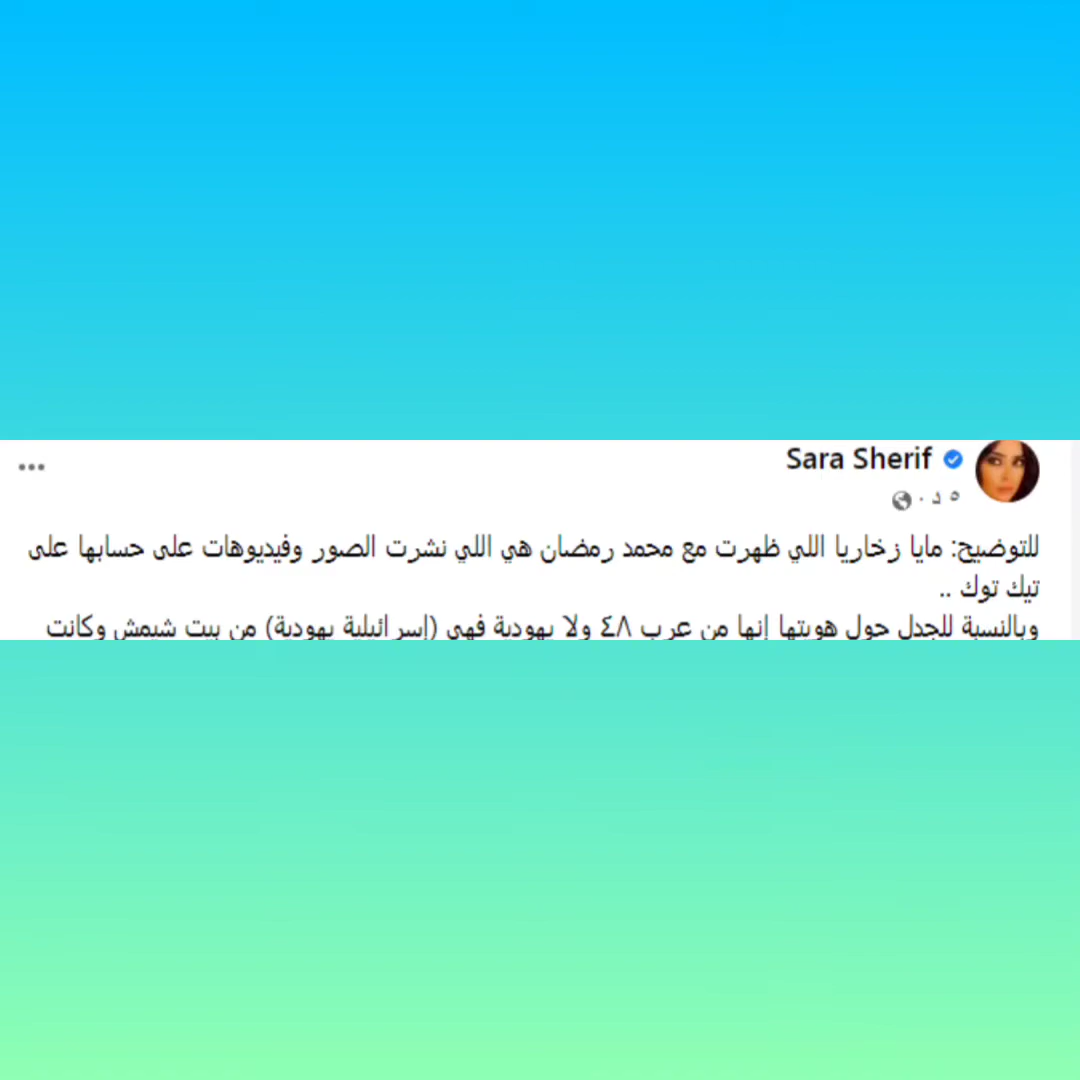 Sara Sherif
٥ د ·
للتوضيح: مايا زخاريا اللي ظهرت مع محمد رمضان هي اللي نشرت الصور وفيديوهات على حسابها على
تيك توك ..
وبالنسبة للجدل حول هويتها إنها من عرب ٤٨ ولا يهودية فهي (إسرائيلية يهودية) من بيت شيمش وكانت